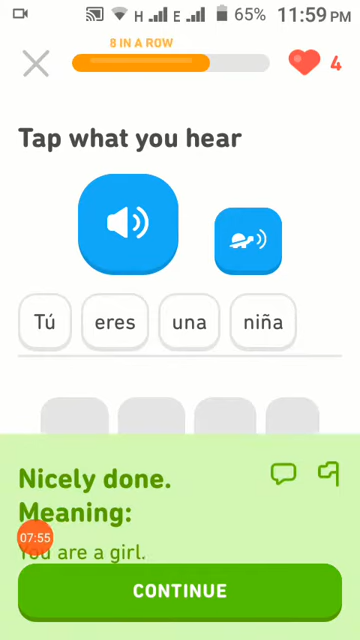 H E 65% 11:59 PM
8 IN A ROW
4
Tap what you hear
Tú eres una niña
Nicely done.
Meaning:
07:55
You are a girl.
CONTINUE